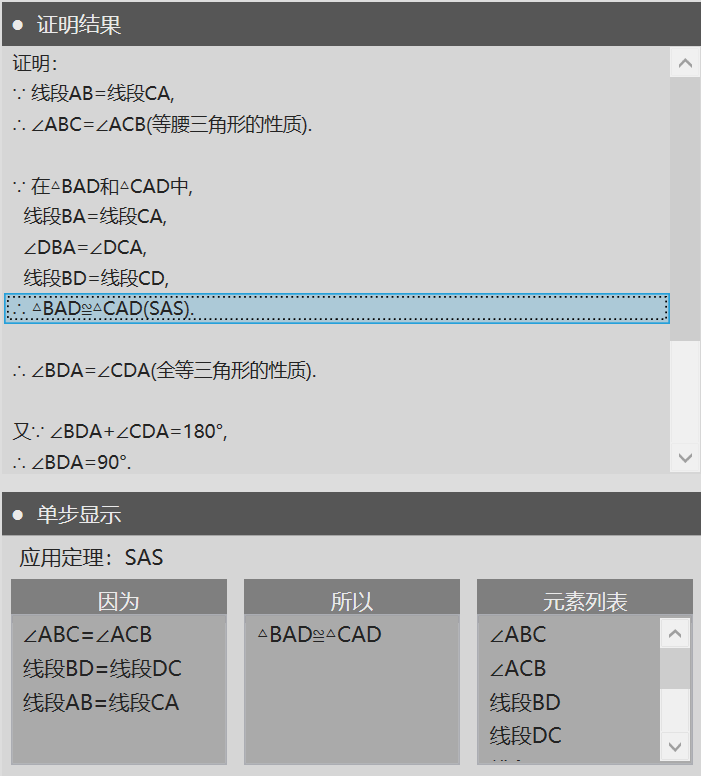 ● 证明结果
证明：
∵ 线段AB=线段CA,
∴ ∠ABC=∠ACB(等腰三角形的性质).
∵ 在△BAD和△CAD中,
线段BA=线段CA,
∠DBA=∠DCA,
线段BD=线段CD,
∴ △BAD≌△CAD(SAS).
∴ ∠BDA=∠CDA(全等三角形的性质).
又∵ ∠BDA+∠CDA=180°,
∴ ∠BDA=90°.
● 单步显示
应用定理：SAS
因为
∠ABC=∠ACB
线段BD=线段DC
线段AB=线段CA
所以
△BAD≌△CAD
元素列表
∠ABC
∠ACB
线段BD
线段DC